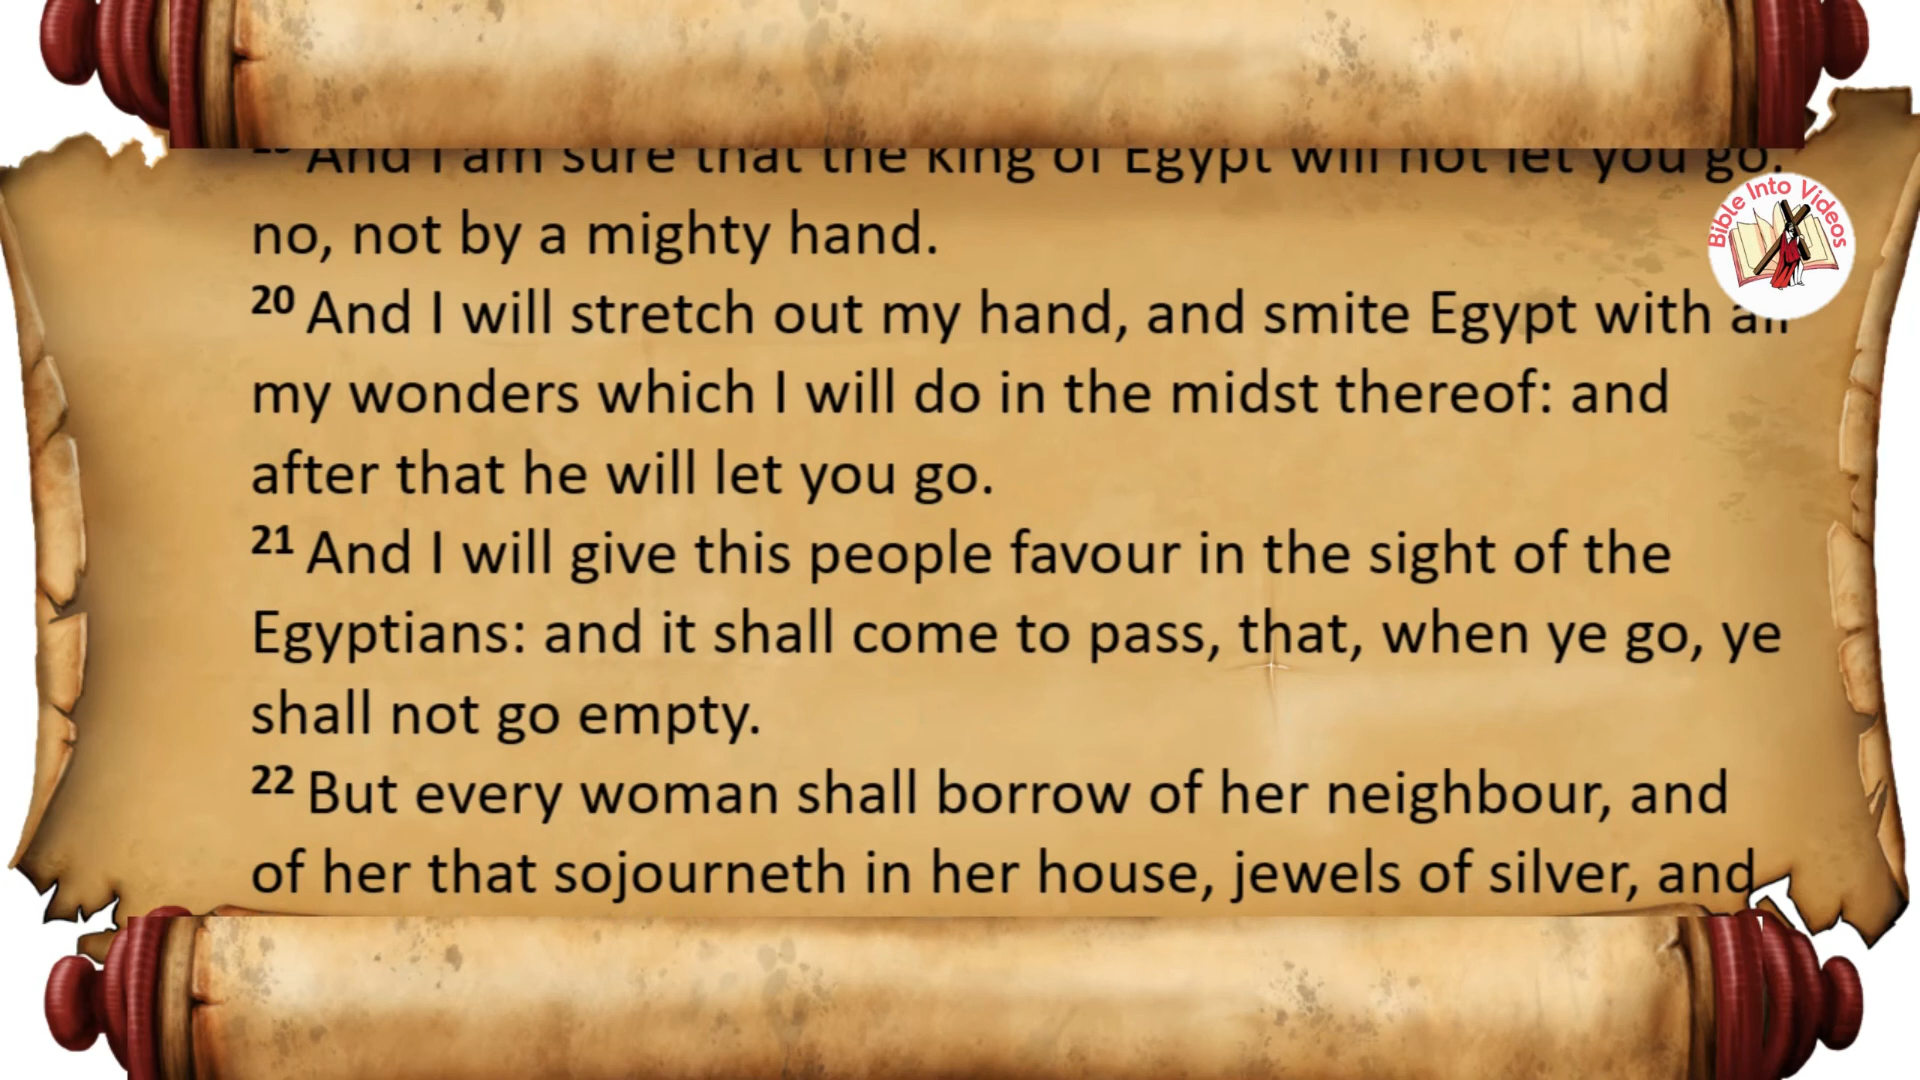 And I am sure that the king of Egypt will not let you go.
no, not by a mighty hand.
20 And I will stretch out my hand, and smite Egypt with all
my wonders which I will do in the midst thereof: and
after that he will let you go.
21 And I will give this people favour in the sight of the
Egyptians: and it shall come to pass, that, when ye go, ye
shall not go empty.
22 But every woman shall borrow of her neighbour, and
of her that sojourneth in her house, jewels of silver, and
Bible Into Videos